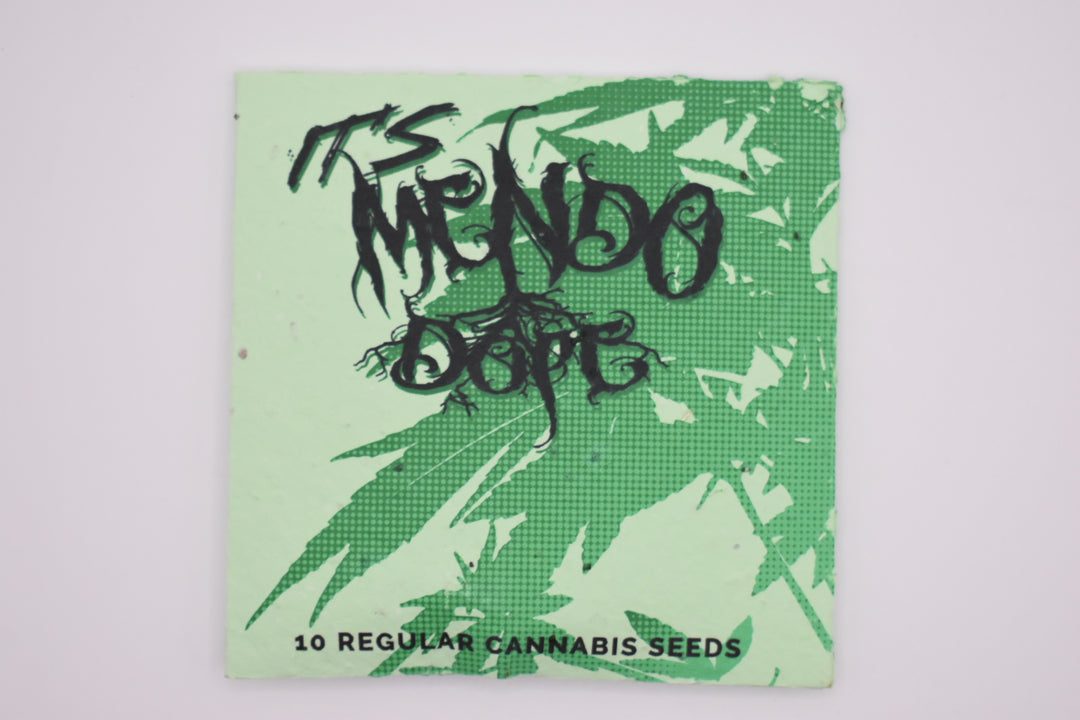 IT'S
MENDO
DOPE
10 REGULAR CANNABIS SEEDS